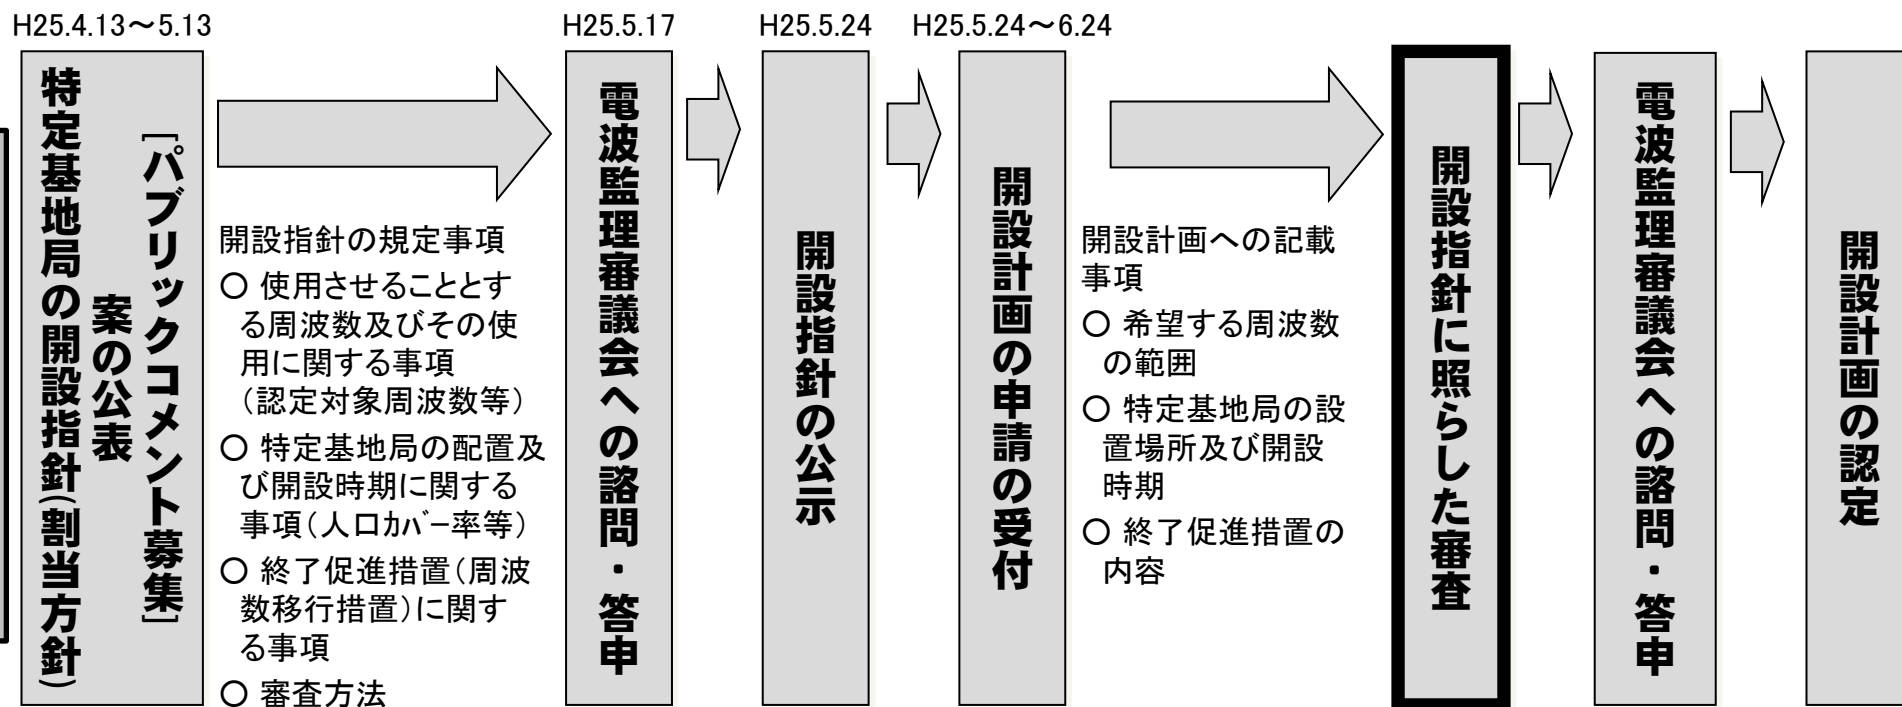 H25.4.13～5.13
特定基地局の開設指針(割当方針)
案の公表
[パブリックコメント募集]
開設指針の規定事項
○ 使用させることとす
る周波数及びその使
用に関する事項
（認定対象周波数等）
○ 特定基地局の配置及
び開設時期に関する
事項（人口ｶﾊﾞｰ率等）
○ 終了促進措置（周波
数移行措置）に関す
る事項
○ 審査方法
H25.5.17
電波監理審議会への諮問・答申
H25.5.24
開設指針の公示
H25.5.24～6.24
開設計画の申請の受付
開設計画への記載
事項
○ 希望する周波数
の範囲
○ 特定基地局の設
置場所及び開設
時期
○ 終了促進措置の
内容
開設指針に照らした審査
電波監理審議会への諮問・答申
開設計画の認定